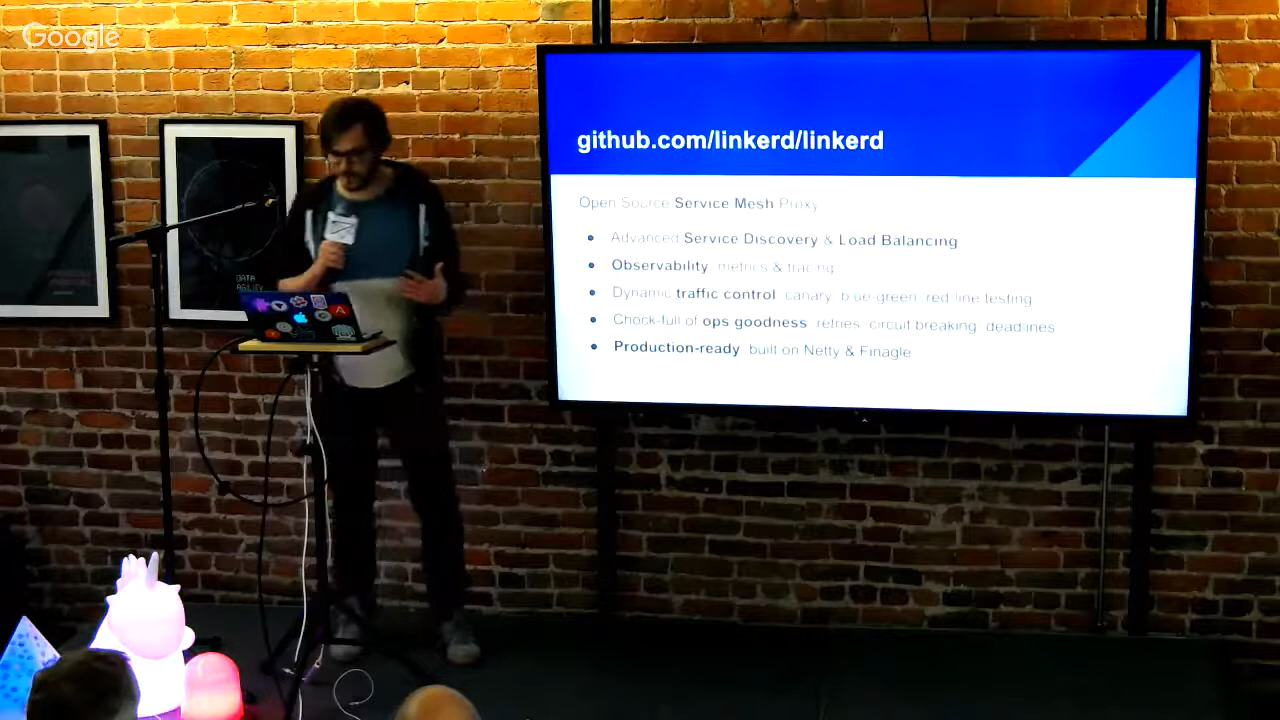 Google
github.com/linkerd/linkerd
Open Source Service Mesh Proxy
Advanced Service Discovery & Load Balancing
Observability metrics & tracing
Dynamic traffic control canary blue-green red line testing
Chock-full of ops goodness retries circuit breaking deadlines
Production-ready built on Netty & Finagle
DATA
AGILITY